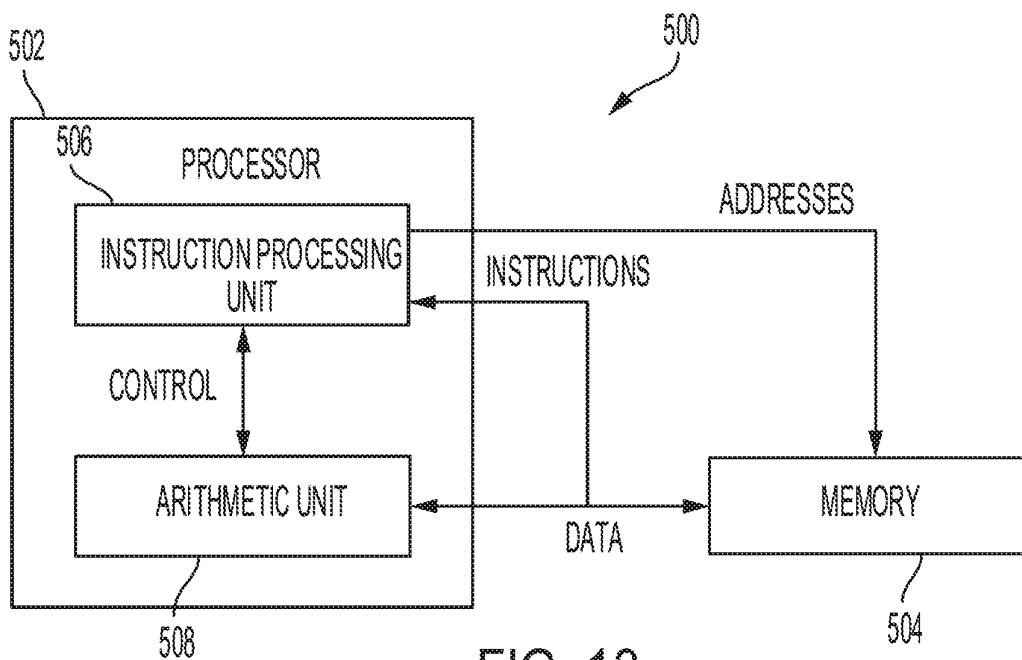 500
502
506
PROCESSOR
ADDRESSES
INSTRUCTION PROCESSING
UNIT
INSTRUCTIONS
CONTROL
ARITHMETIC UNIT
MEMORY
DATA
508
504